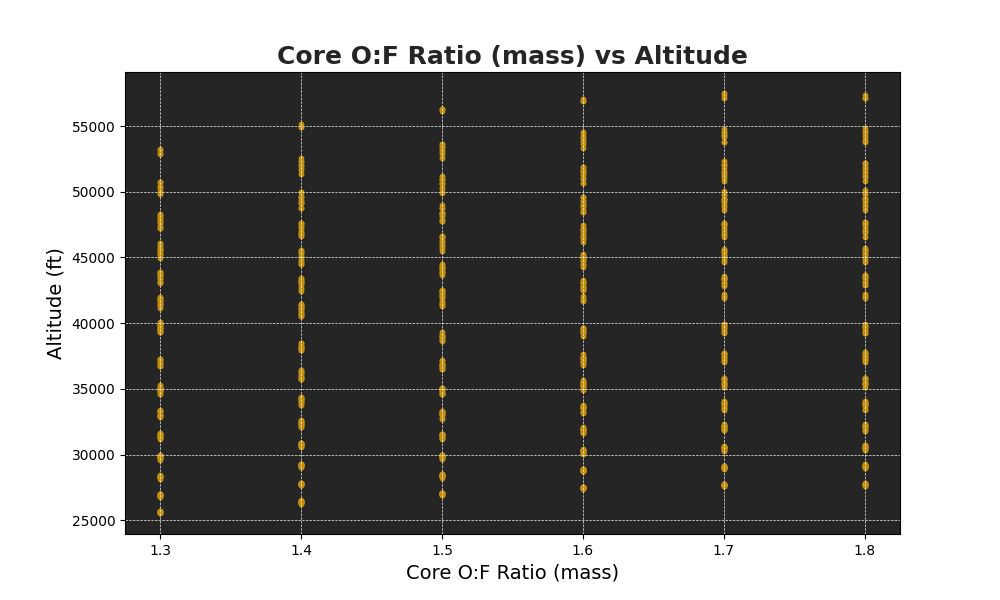 Core O:F Ratio (mass) vs Altitude
55000
50000
45000
40000
35000
30000
25000
Altitude (ft)
1.3 1.4 1.5 1.6 1.7 1.8
Core O:F Ratio (mass)